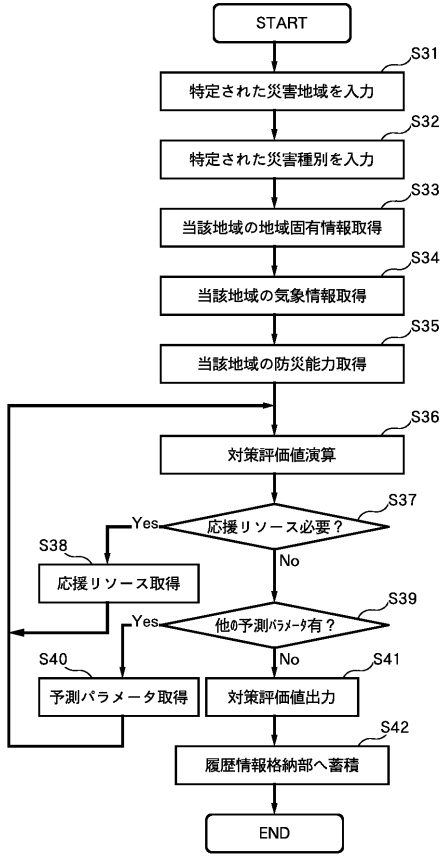 START
S31
特定された災害地域を入力
S32
特定された災害種別を入力
S33
当該地域の地域固有情報取得
S34
当該地域の気象情報取得
S35
当該地域の防災能力取得
S36
対策評価値演算
S37
応援リソース必要?
Yes
No
S38
応援リソース取得
S39
他の予測パラメータ有?
Yes
No
S40
予測パラメータ取得
S41
対策評価値出力
S42
履歴情報格納部へ蓄積
END